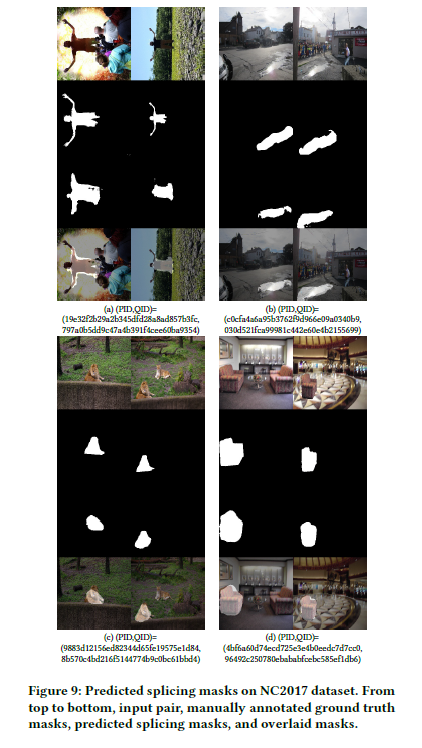 (a) (PID,QID)=
(19e32f2b29a2b345dfd28a8ad857b3fc,
797a0b5dd9c47a4b391f4cee60ba9354)
(b) (PID,QID)=
(c0cfa4a6a95b3762f9d966e09a0340b9,
030d521fca99981c442e60e4b2155699)
(c) (PID,QID)=
(9883d12156ed82344d65fe19575e1d84,
8b570c4bd216f5144774b9c0bc61bbd4)
(d) (PID,QID)=
(4bf6a60d74ecd725e3e4b0eedc7d7cc0,
96492c250780ebababfcebc585ef1db6)
Figure 9: Predicted splicing masks on NC2017 dataset. From
top to bottom, input pair, manually annotated ground truth
masks, predicted splicing masks, and overlaid masks.